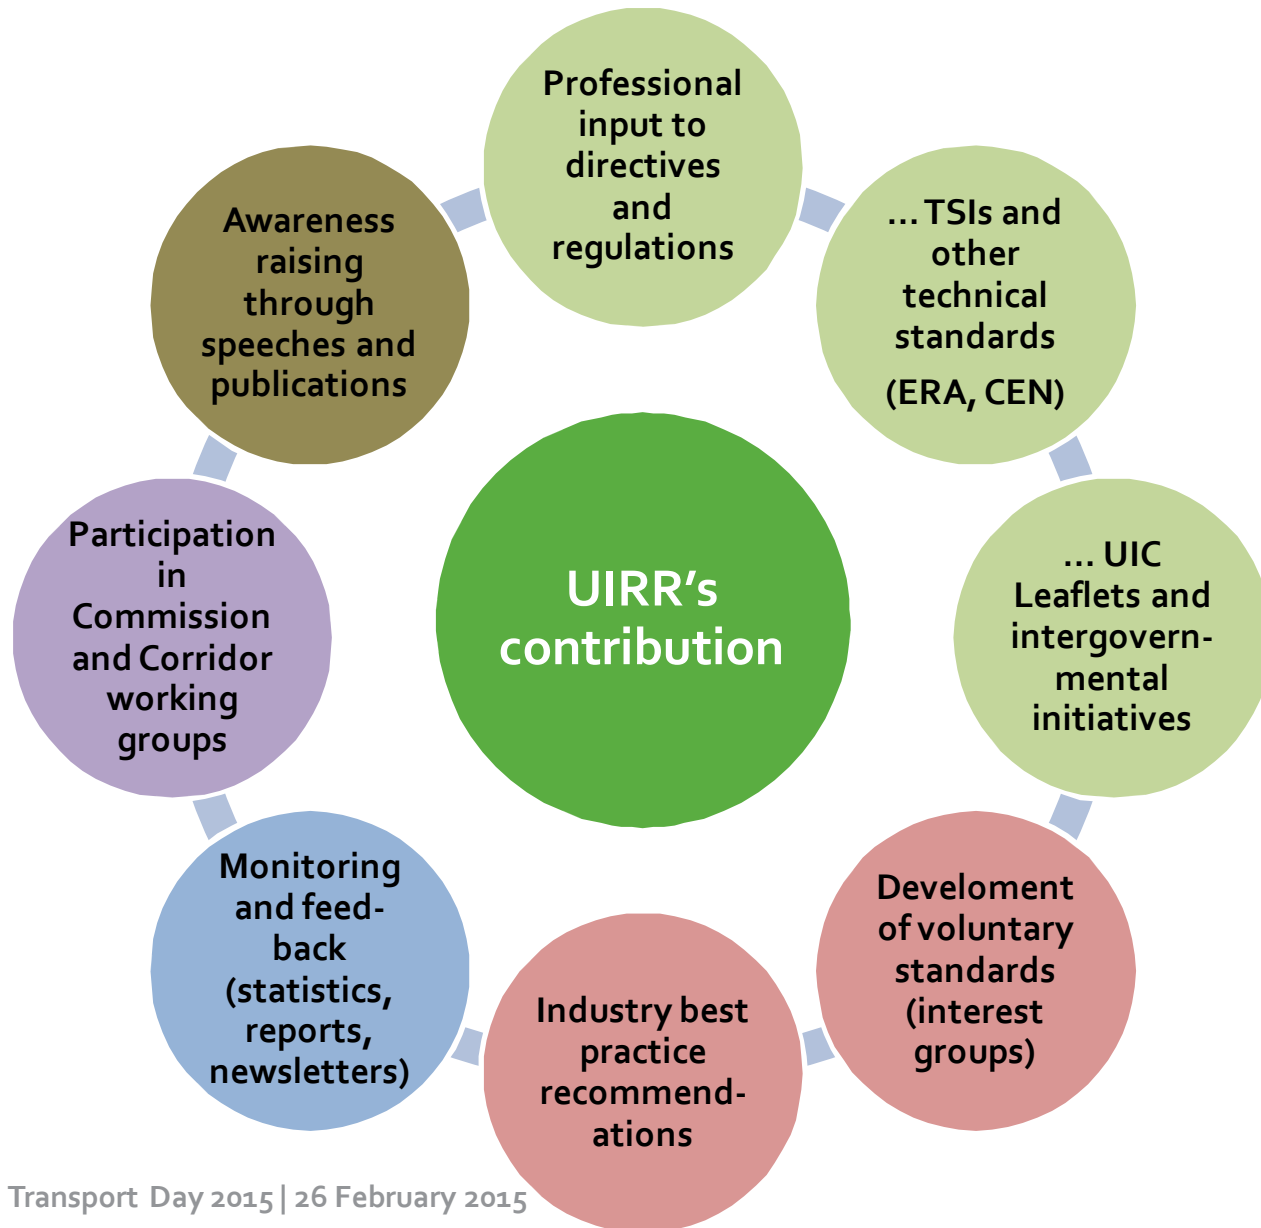 Professional
input to
directives
and
regulations
... TSIs and
other
technical
standards
(ERA, CEN)
... UIC
Leaflets and
intergovern-
mental
initiatives
Develoment
of voluntary
standards
(interest
groups)
Industry best
practice
recommend-
ations
Monitoring
and feed-
back
(statistics,
reports,
newsletters)
Participation
in
Commission
and Corridor
working
groups
Awareness
raising
through
speeches and
publications
UIRR's
contribution
Transport Day 2015 | 26 February 2015